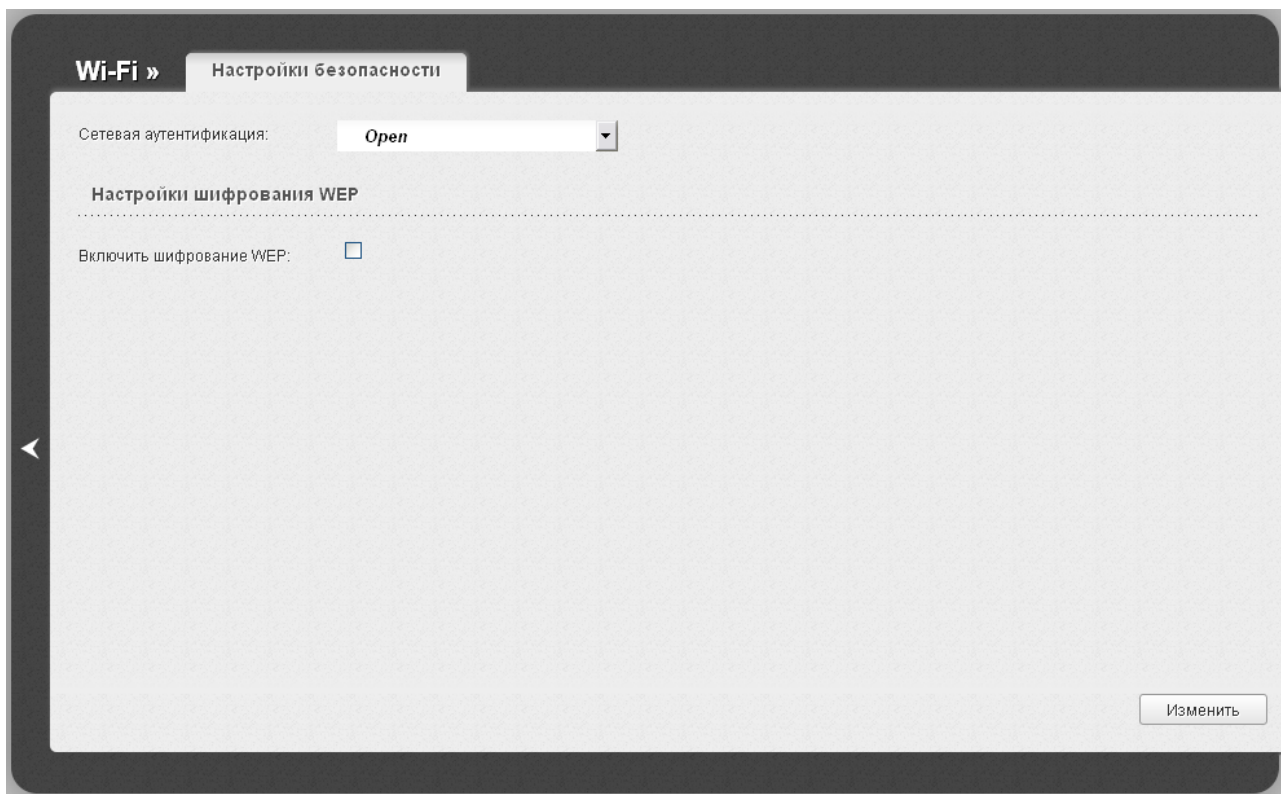 Wi-Fi » Настройки безопасности
Сетевая аутентификация: Open
Настройки шифрования WEP
Включить шифрование WEP:
Изменить